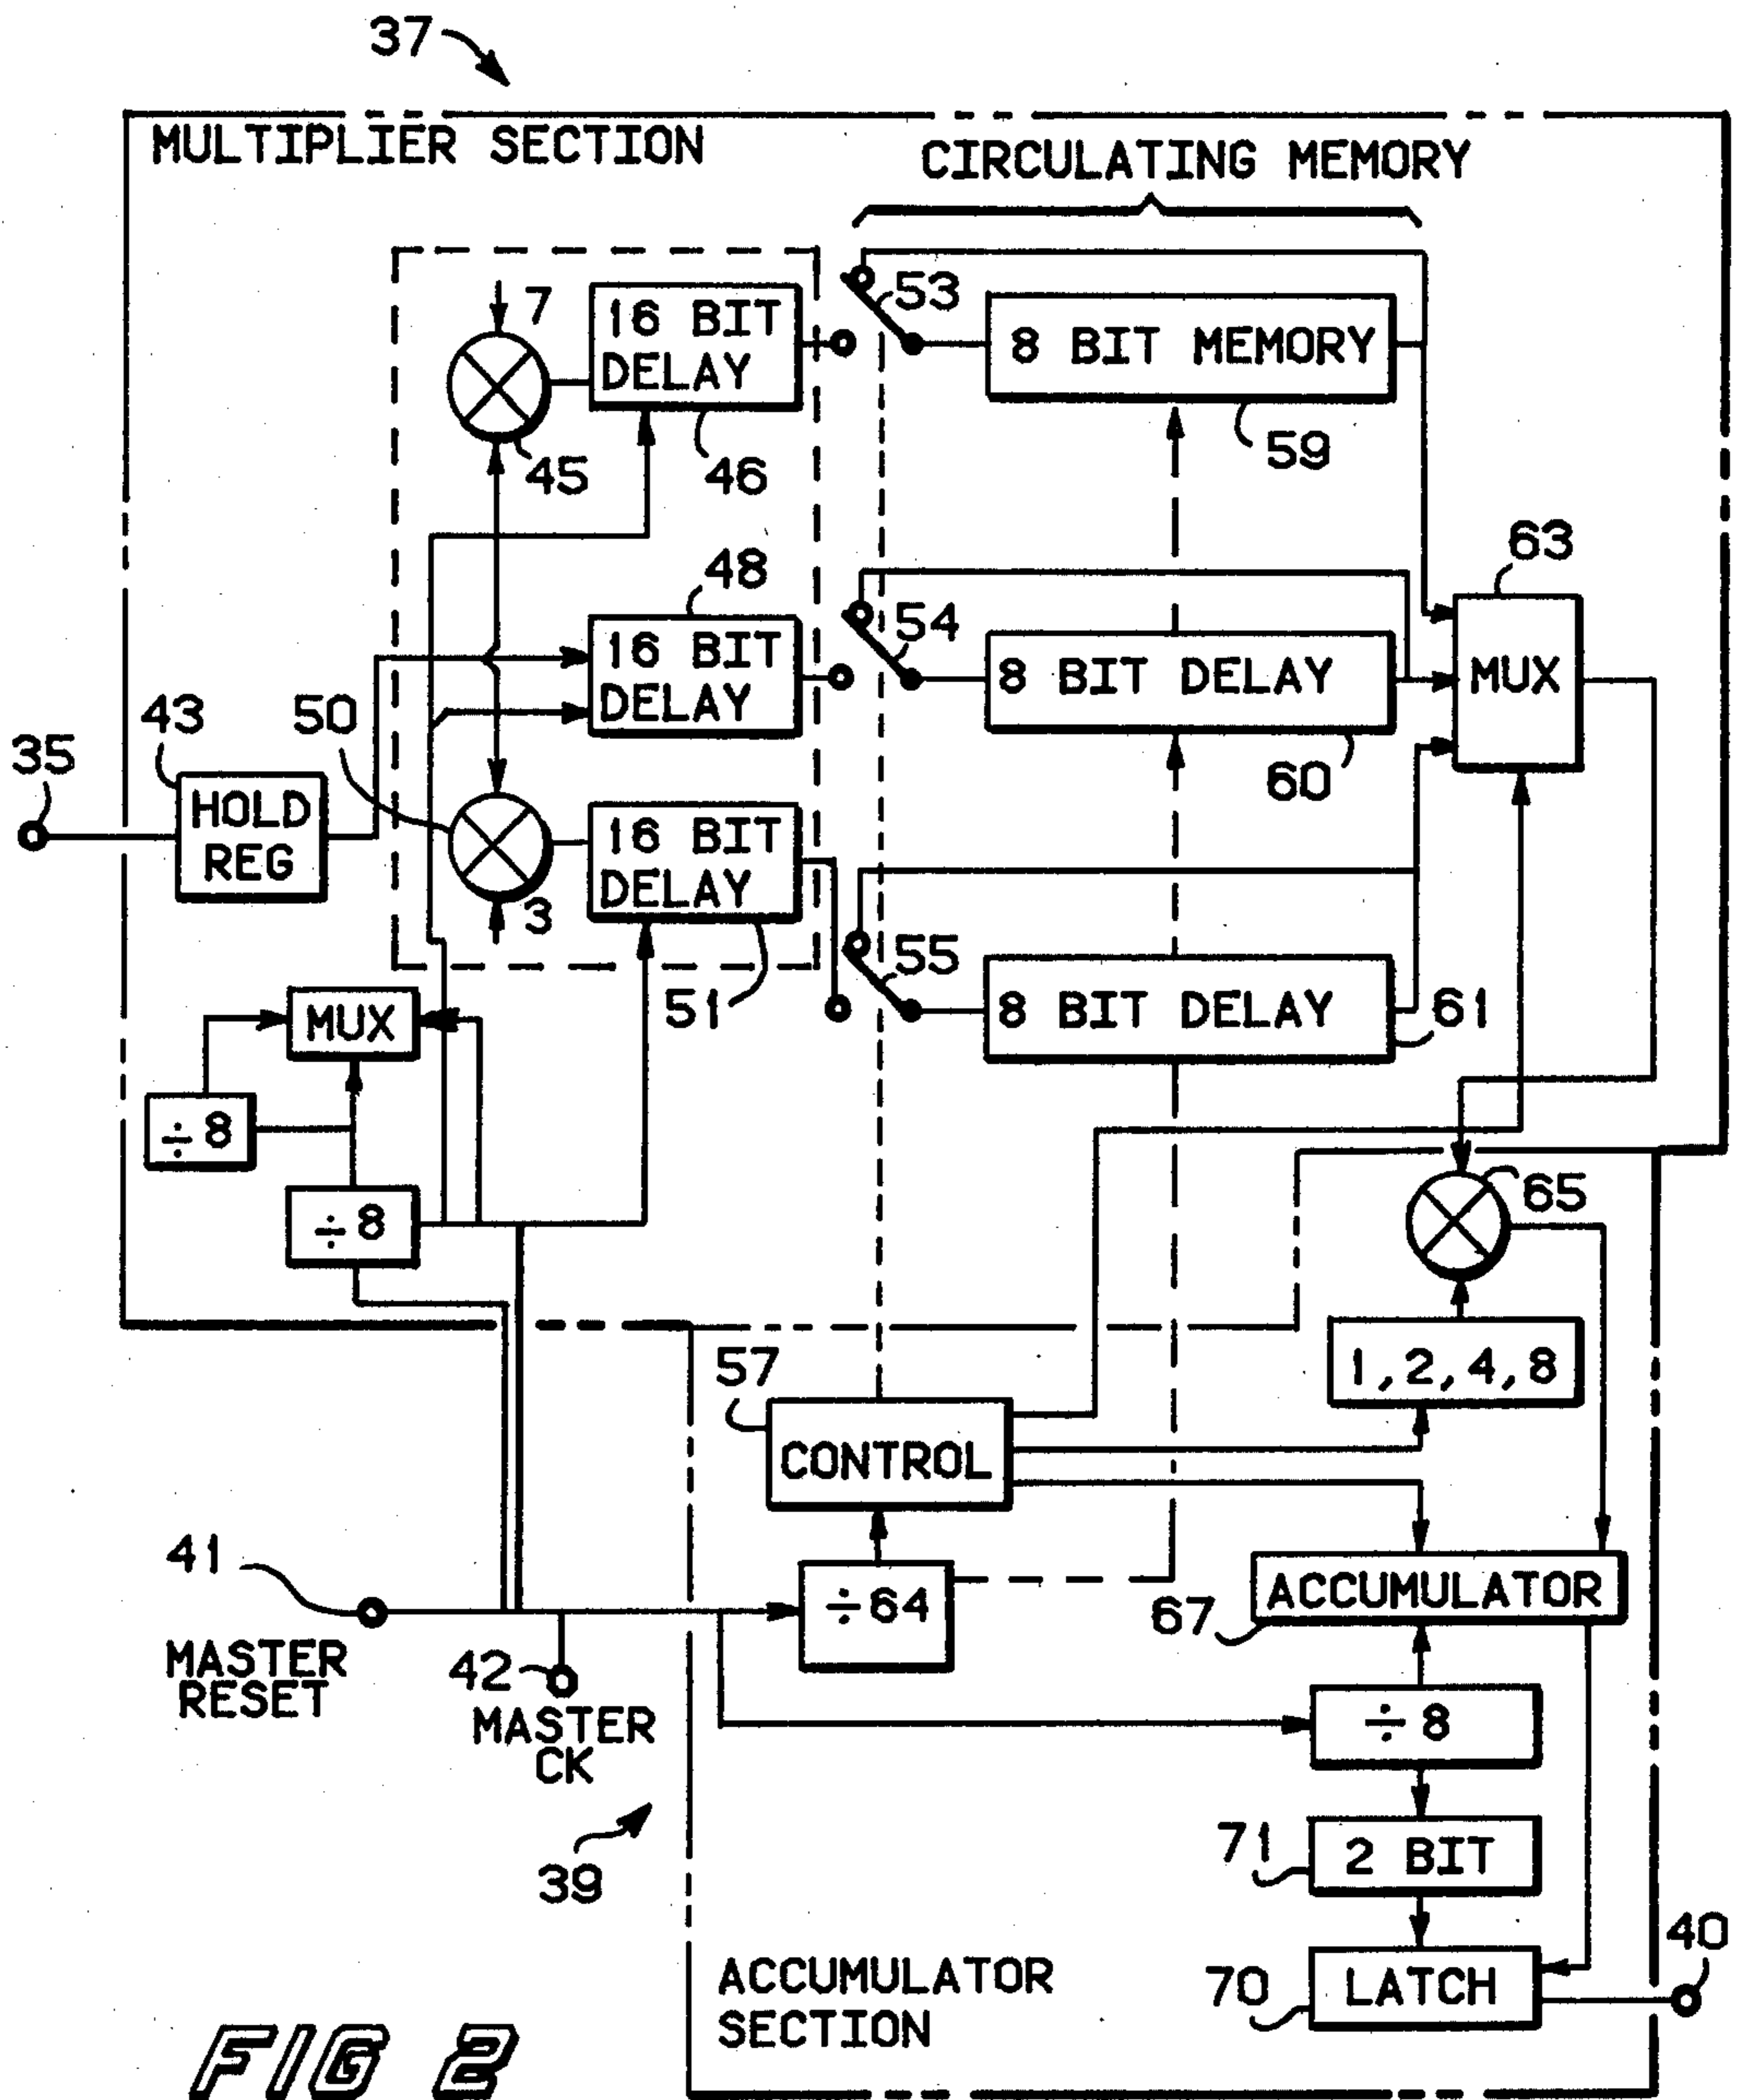 37
MULTIPLIER SECTION
CIRCULATING MEMORY
7
16 BIT
DELAY
53
8 BIT MEMORY
45
46
59
63
48
16 BIT
DELAY
54
8 BIT DELAY
MUX
43
50
35
60
HOLD
REG
16 BIT
DELAY
3
55
51
8 BIT DELAY
61
MUX
÷8
÷8
65
57
1,2,4,8
CONTROL
41
÷64
ACCUMULATOR
67
MASTER
RESET
42
MASTER
CK
÷8
39
71
2 BIT
40
70
LATCH
ACCUMULATOR
SECTION
FIG 2